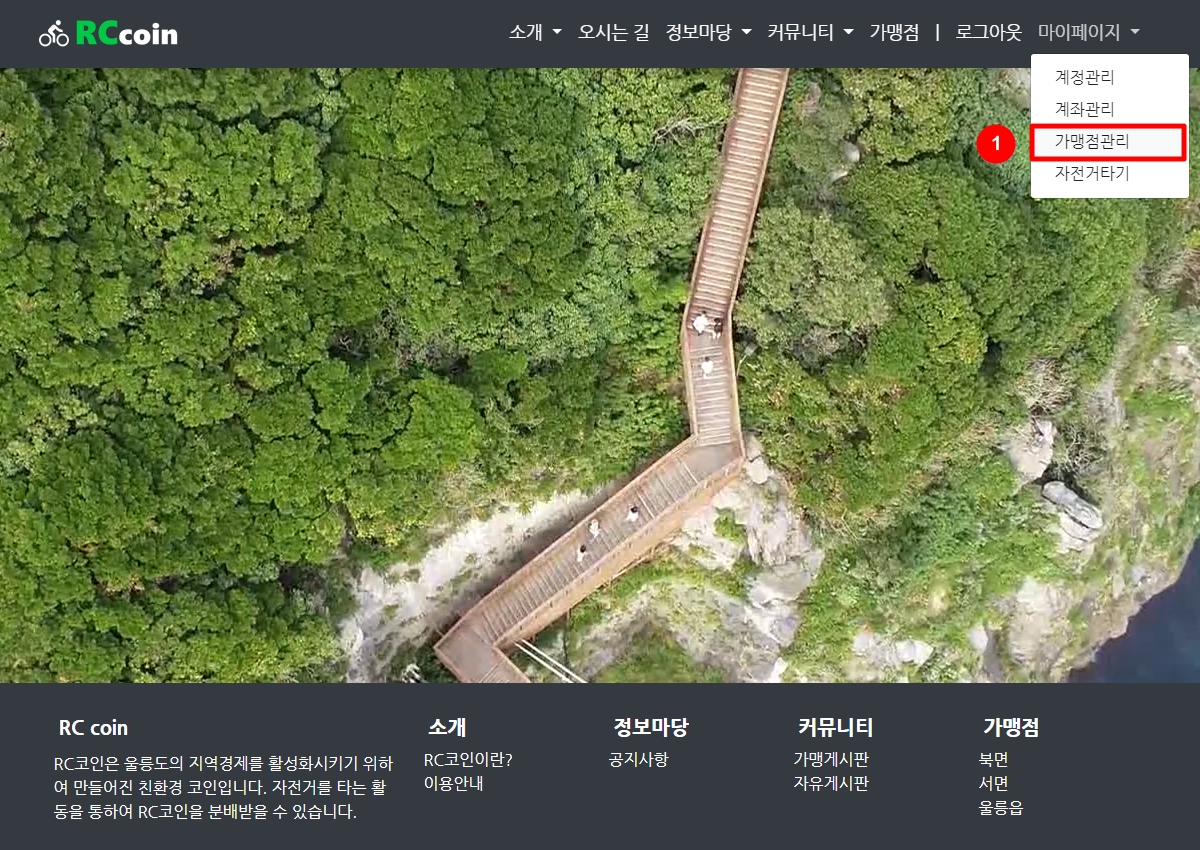 RCcoin
소개 오시는 길 정보마당 커뮤니티 가맹점 | 로그아웃 마이페이지
계정관리
계좌관리
1 가맹점관리
자전거타기
RC coin
RC코인은 울릉도의 지역경제를 활성화시키기 위하
여 만들어진 친환경 코인입니다. 자전거를 타는 활
동을 통하여 RC코인을 분배받을 수 있습니다.
소개
RC코인이란?
이용안내
정보마당
공지사항
커뮤니티
가맹게시판
자유게시판
가맹점
북면
서면
울릉읍